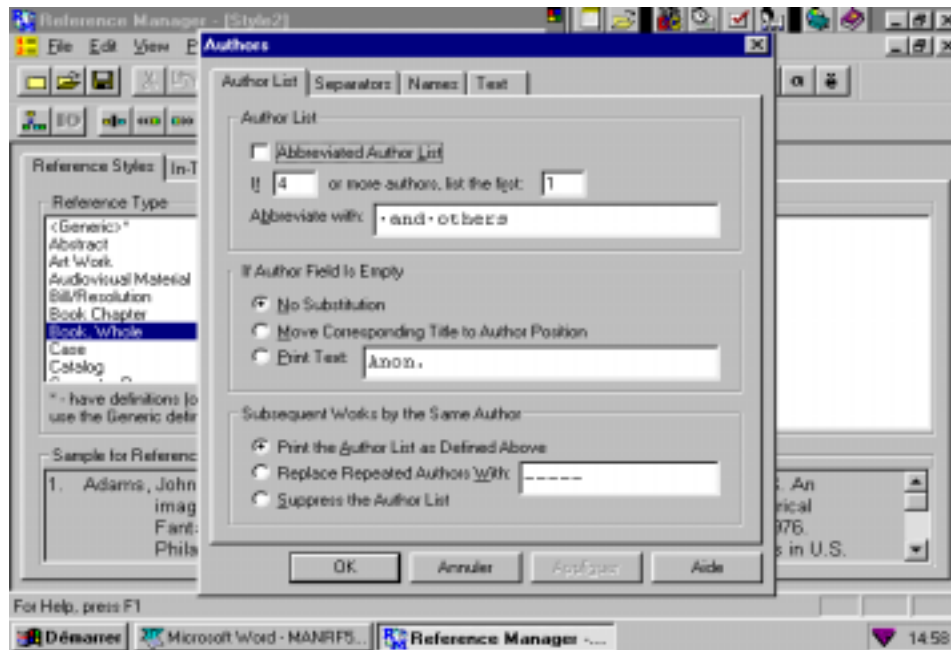 Reference Manager - [Style2]
File Edit View P
Authors
Author List Separators Names Text
Author List
Abbreviated Author List
If 4 or more authors, list the first: 1
Abbreviate with: ·and·others
Reference Styles In-T
Reference Type
<Generic>*
Abstract
Art Work
Audiovisual Material
Bill/Resolution
Book Chapter
Book, Whole
Case
Catalog
* - have definitions (o
use the Generic defin
If Author Field Is Empty
No Substitution
Move Corresponding Title to Author Position
Print Text: Anon.
Subsequent Works by the Same Author
Print the Author List as Defined Above
Replace Repeated Authors With: -----
Suppress the Author List
Sample for Referenc
1. Adams, John
imag
Fant
Phila
. An
rical
976.
s in U.S.
OK Annuler Appliquer Aide
For Help, press F1
Démarrer Microsoft Word - MANRF5... Reference Manager -.... 14:58